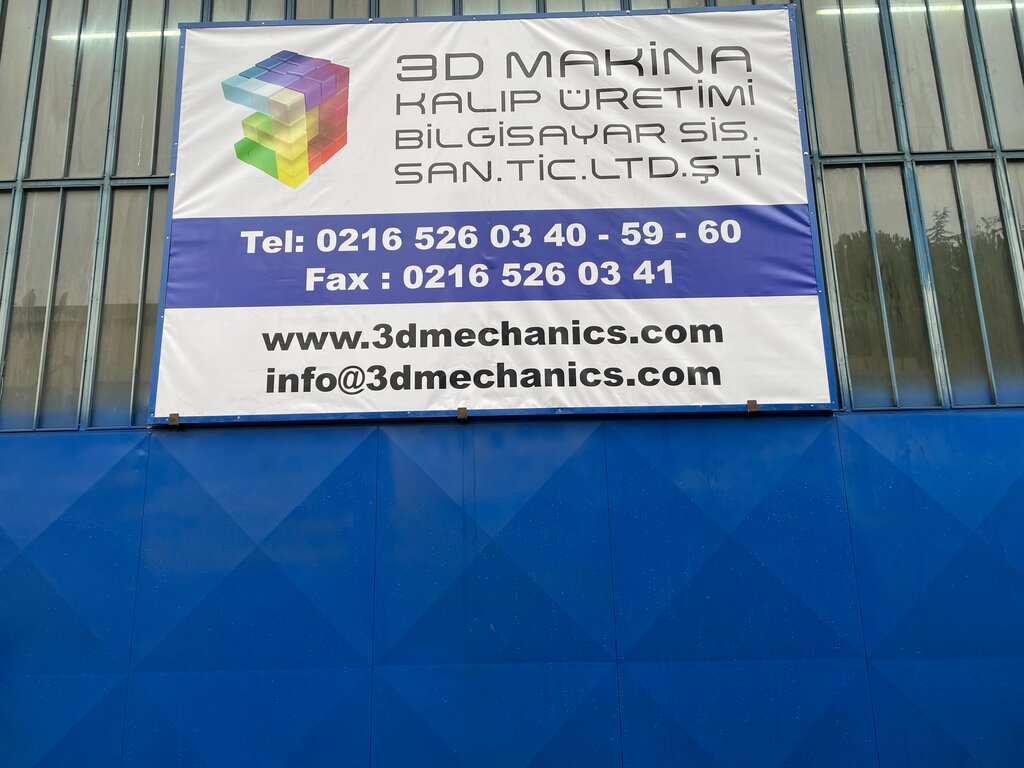 3D MAKİNA
KALIP ÜRETİMİ
BİLGİSAYAR SİS.
SAN.TİC.LTD.ŞTİ
Tel: 0216 526 03 40 - 59 - 60
Fax : 0216 526 03 41
www.3dmechanics.com
info@3dmechanics.com